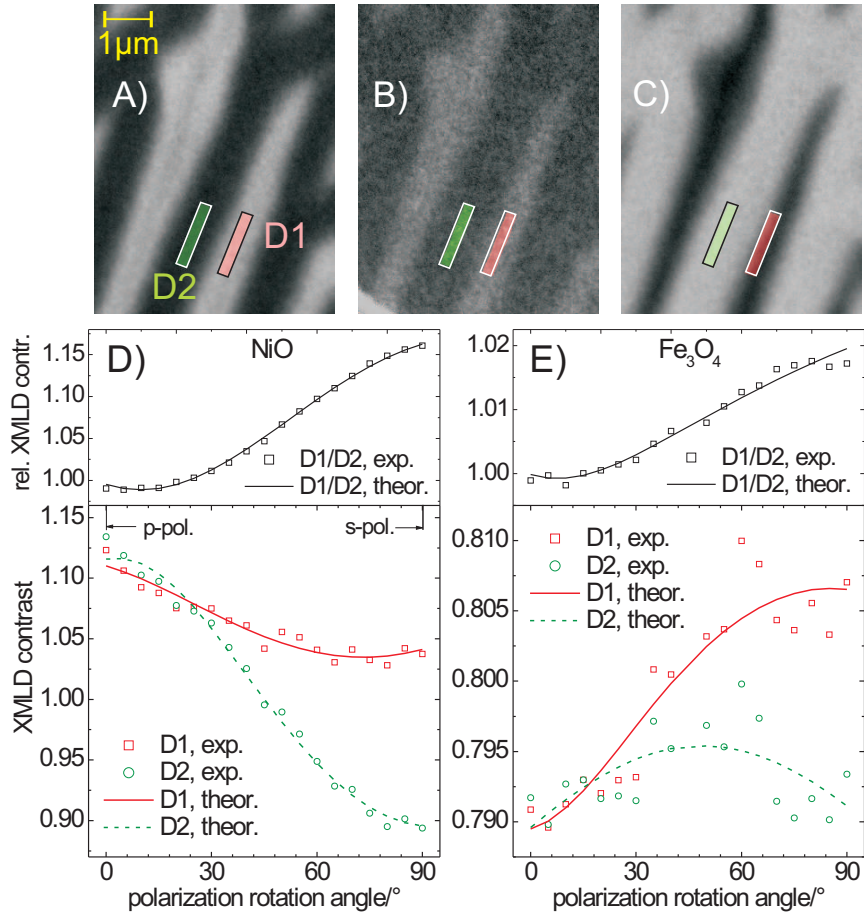 1µm
A)
B)
C)
D1
D2
D)
NiO
E)
Fe₃O₄
rel. XMLD contr.
1.15
1.10
1.05
1.00
D1/D2, exp.
D1/D2, theor.
1.02
1.01
1.00
D1/D2, exp.
D1/D2, theor.
XMLD contrast
1.15
1.10
1.05
1.00
0.95
0.90
p-pol.
s-pol.
D1, exp.
D2, exp.
D1, theor.
D2, theor.
0 30 60 90
polarization rotation angle/°
0.810
0.805
0.800
0.795
0.790
D1, exp.
D2, exp.
D1, theor.
D2, theor.
0 30 60 90
polarization rotation angle/°